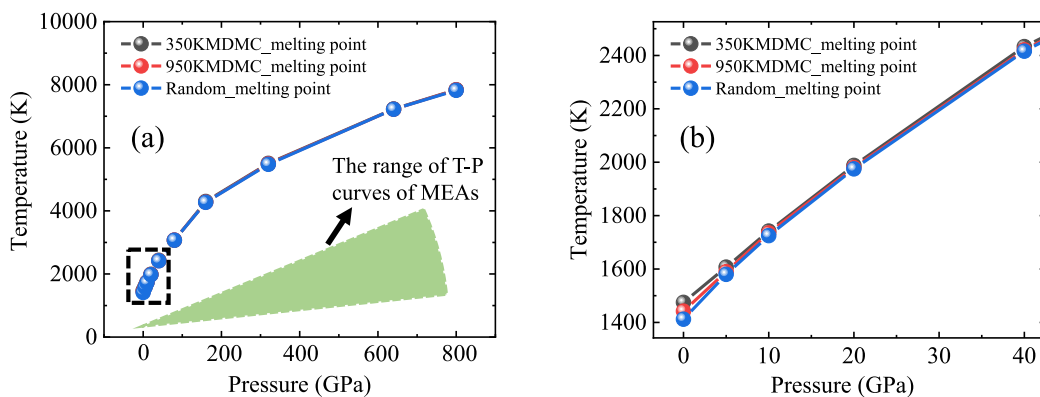 10000
8000
6000
4000
2000
0
Temperature (K)
350KMDMC_melting point
950KMDMC_melting point
Random_melting point
(a)
The range of T-P
curves of MEAs
0
200
400
600
800
Pressure (GPa)
2400
2200
2000
1800
1600
1400
Temperature (K)
350KMDMC_melting point
950KMDMC_melting point
Random_melting point
(b)
0
10
20
30
40
Pressure (GPa)